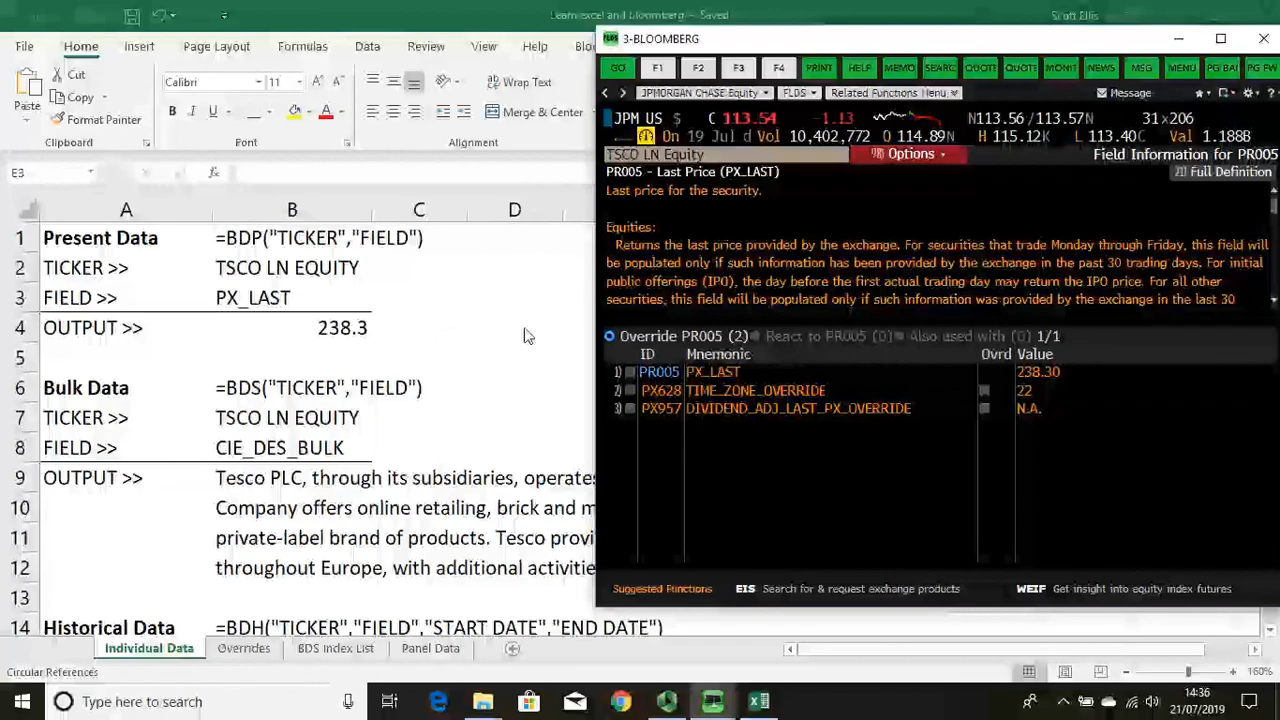 Learn excel and Bloomberg - Saved
Scott Ellis
File Home Insert Page Layout Formulas Data Review View Help
3-BLOOMBERG
Cut
Copy
Format Painter
Paste
Clipboard
Calibri 11
B I U
Font
Wrap Text
Merge & Center
Alignment
GO F1 F2 F3 F4 PRINT HELP MEMO SEARC QUOTE QUOTE MONIT NEWS MSG MENU PG BA PG FW
JPMORGAN CHASE Equity FLDS Related Functions Menu Message
JPM US $ C 113.54 -1.13 N113.56 / 113.57N 31 x 206
On 19 Jul d Vol 10,402,772 O 114.89N H 115.12K L 113.40C Val 1.188B
TSCO LN Equity
98) Options
Field Information for PR005
PR005 - Last Price (PX_LAST)
Full Definition
Last price for the security.
Equities:
Returns the last price provided by the exchange. For securities that trade Monday through Friday, this field will
be populated only if such information has been provided by the exchange in the past 30 trading days. For initial
public offerings (IPO), the day before the first actual trading day may return the IPO price. For all other
securities, this field will be populated only if such information was provided by the exchange in the last 30
Override PR005 (2) React to PR005 (0) Also used with (0) 1/1
ID Mnemonic Ovrd Value
1) PR005 PX_LAST 238.30
2) PX628 TIME_ZONE_OVERRIDE 22
3) PX957 DIVIDEND_ADJ_LAST_PX_OVERRIDE N.A.
Suggested Functions EIS Search for & request exchange products WEIF Get insight into equity index futures
E3 fx
A B C D
1 Present Data =BDP("TICKER","FIELD")
2 TICKER >> TSCO LN EQUITY
3 FIELD >> PX_LAST
4 OUTPUT >> 238.3
5
6 Bulk Data =BDS("TICKER","FIELD")
7 TICKER >> TSCO LN EQUITY
8 FIELD >> CIE_DES_BULK
9 OUTPUT >> Tesco PLC, through its subsidiaries, operates
10 Company offers online retailing, brick and m
11 private-label brand of products. Tesco provi
12 throughout Europe, with additional activitie
13
14 Historical Data =BDH("TICKER","FIELD","START DATE","END DATE")
Individual Data Overrides BDS Index List Panel Data
Circular References
160%
Type here to search
14:36
21/07/2019